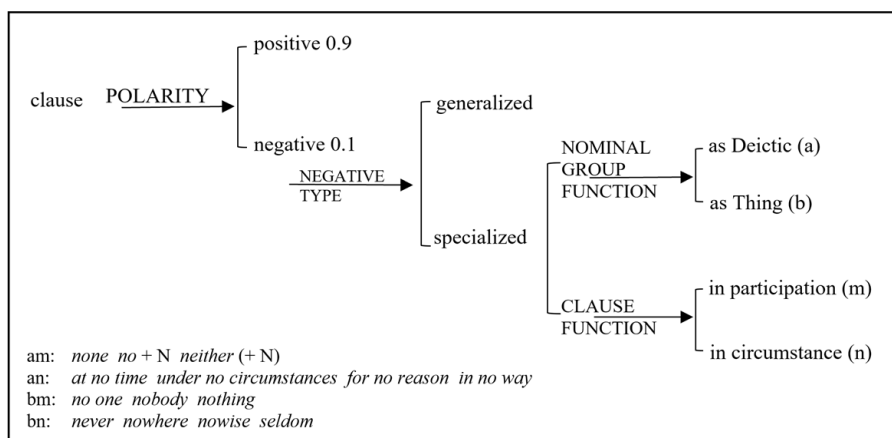 positive 0.9
clause POLARITY
generalized
negative 0.1
NEGATIVE
TYPE
specialized
NOMINAL
GROUP
FUNCTION
as Deictic (a)
as Thing (b)
CLAUSE
FUNCTION
in participation (m)
in circumstance (n)
am: none no + N neither (+ N)
an: at no time under no circumstances for no reason in no way
bm: no one nobody nothing
bn: never nowhere nowise seldom